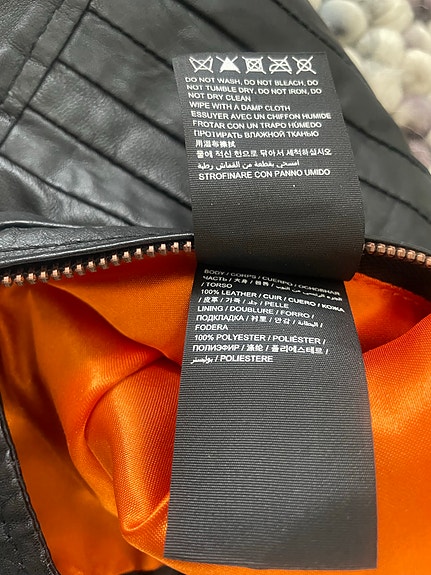 DO NOT WASH, DO NOT BLEACH, DO
NOT TUMBLE DRY, DO NOT IRON, DO
NOT DRY CLEAN
WIPE WITH A DAMP CLOTH
ESSUYER AVEC UN CHIFFON HUMIDE
FROTAR CON UN TRAPO HÚMEDO
ПРОТИРАТЬ ВЛАЖНОЙ ТКАНЬЮ
用湿布擦拭
물에 적신 헝겊으로 닦아서 세척하십시오
امسحي بقطعة من القماش رطبة
STROFINARE CON PANNO UMIDO
BODY / CORPS / CUERPO / ОСНОВНАЯ
ЧАСТЬ / 大身 /
/ TORSO
100% LEATHER / CUIR / CUERO / КОЖА
/ 皮革 / 가죽 / جلد / PELLE
LINING / DOUBLURE / FORRO /
ПОДКЛАДКА / 衬里 / 안감 / البطانة /
FODERA
100% POLYESTER / POLIÉSTER /
ПОЛИЭФИР / 涤纶 / 폴리에스테르 /
بوليستر / POLIESTERE